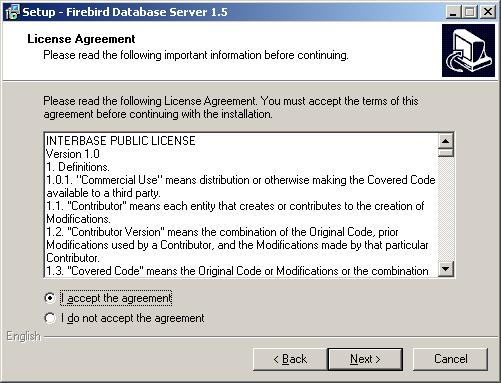 Setup - Firebird Database Server 1.5
License Agreement
Please read the following important information before continuing.
Please read the following License Agreement. You must accept the terms of this
agreement before continuing with the installation.
INTERBASE PUBLIC LICENSE
Version 1.0
1. Definitions.
1.0.1. "Commercial Use" means distribution or otherwise making the Covered Code
available to a third party.
1.1. "Contributor" means each entity that creates or contributes to the creation of
Modifications.
1.2. "Contributor Version" means the combination of the Original Code, prior
Modifications used by a Contributor, and the Modifications made by that particular
Contributor.
1.3. "Covered Code" means the Original Code or Modifications or the combination
I accept the agreement
I do not accept the agreement
English
< Back
Next >
Cancel